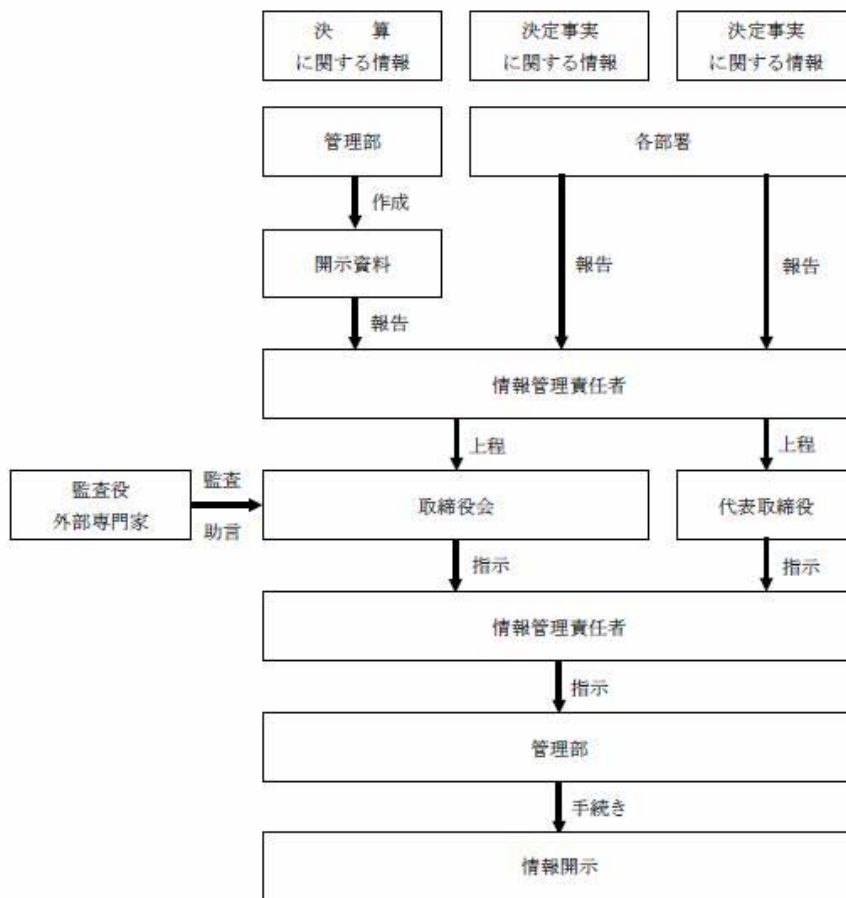 決　算
に関する情報
決定事実
に関する情報
決定事実
に関する情報
管理部
各部署
作成
開示資料
報告
報告
報告
情報管理責任者
上程
上程
監査役
外部専門家
監査
助言
取締役会
代表取締役
指示
指示
情報管理責任者
指示
管理部
手続き
情報開示